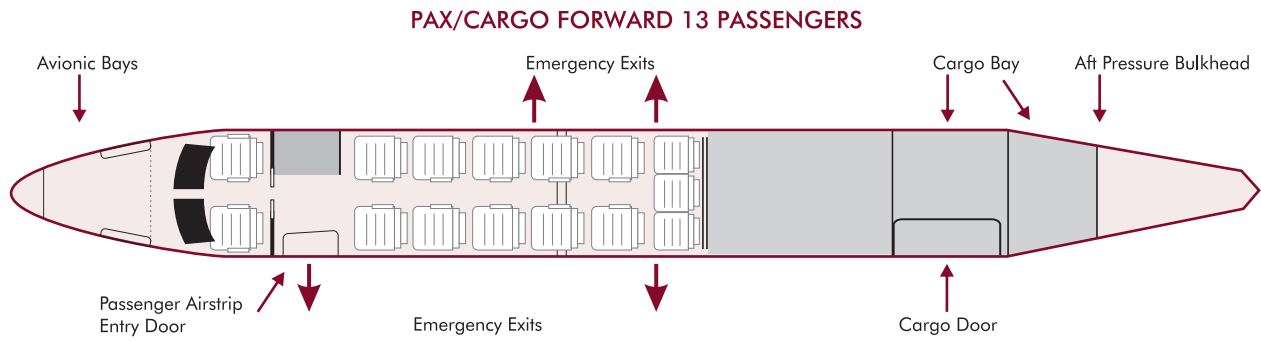 PAX/CARGO FORWARD 13 PASSENGERS
Avionic Bays
Emergency Exits
Cargo Bay
Aft Pressure Bulkhead
Passenger Airstrip
Entry Door
Emergency Exits
Cargo Door